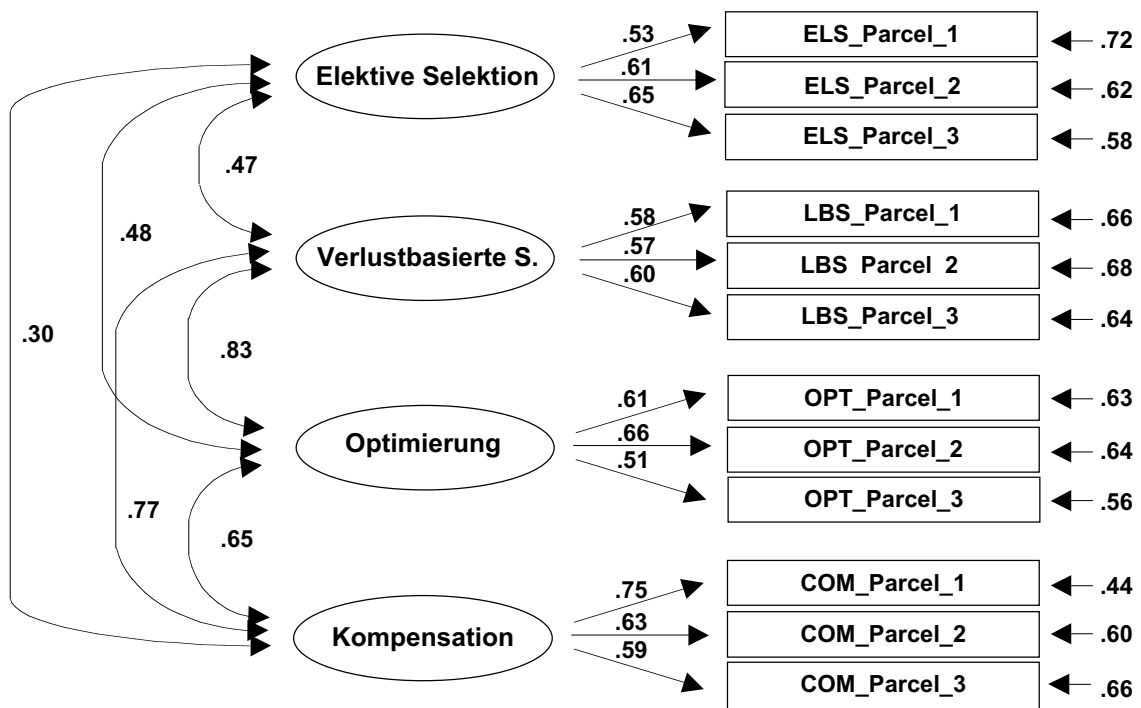 .53
ELS_Parcel_1
.72
Elektive Selektion
.61
ELS_Parcel_2
.62
.65
ELS_Parcel_3
.58
.47
.58
LBS_Parcel_1
.66
.48
Verlustbasierte S.
.57
LBS Parcel 2
.68
.60
LBS_Parcel_3
.64
.30
.83
.61
OPT_Parcel_1
.63
Optimierung
.66
OPT_Parcel_2
.64
.51
OPT_Parcel_3
.56
.77
.65
.75
COM_Parcel_1
.44
Kompensation
.63
COM_Parcel_2
.60
.59
COM_Parcel_3
.66